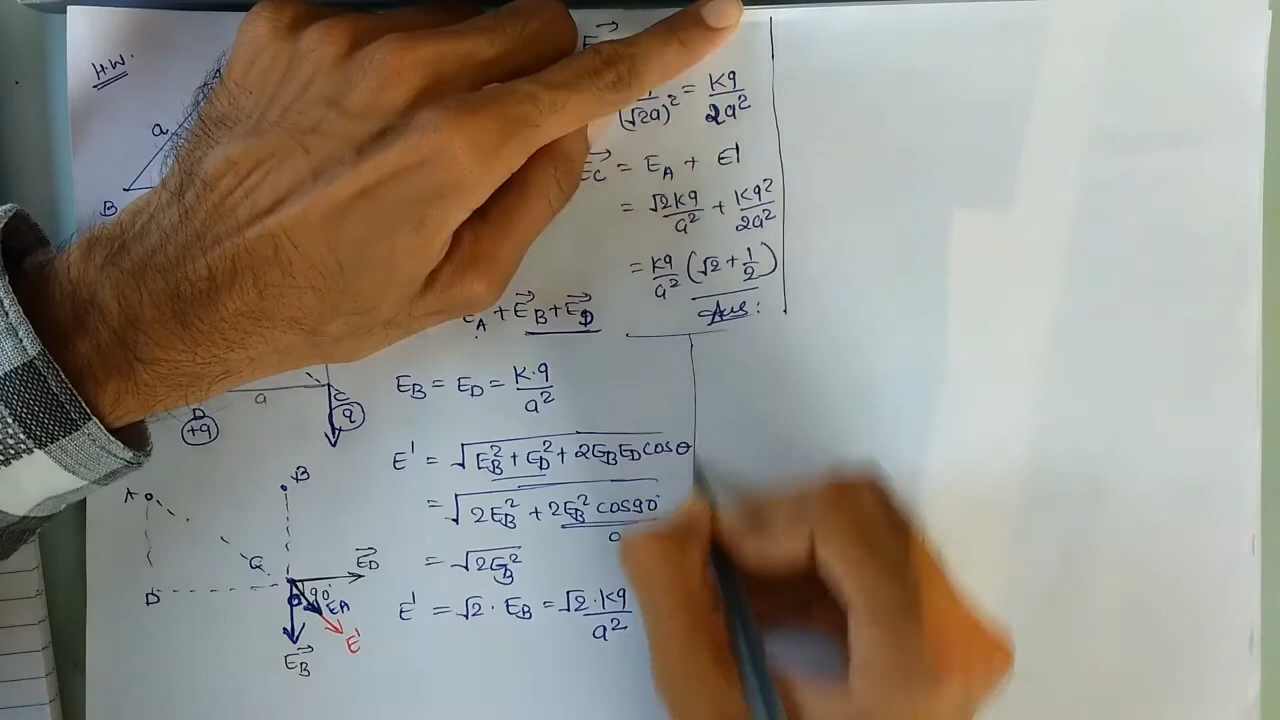 H.W.
a
B
E⃗
(√2a)² = Kq/2a²
E⃗C = EA + E'
= √2Kq/a² + Kq²/2a²
= Kq/a² (√2 + 1/2)
Ans:
EA + E⃗B + E⃗D
a
D
+q
C
q
EB = ED = K·q/a²
E' = √EB² + ED² + 2EBED cosθ
= √2EB² + 2EB² cos90°
0
= √2EB²
E' = √2 · EB = √2·Kq/a²
A
B
D
C
E⃗D
90°
EA
E'
E⃗B